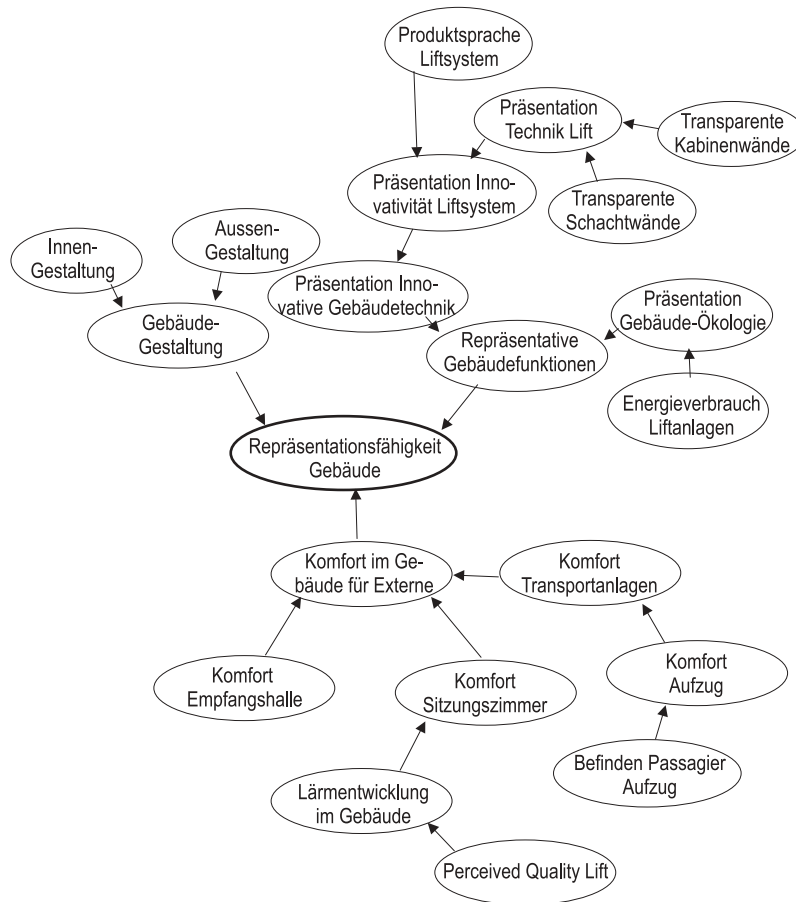 Produktsprache
Liftsystem
Präsentation
Technik Lift
Transparente
Kabinenwände
Präsentation Inno-
vativität Liftsystem
Transparente
Schachtwände
Aussen-
Gestaltung
Innen-
Gestaltung
Präsentation Inno-
vative Gebäudetechnik
Präsentation
Gebäude-Ökologie
Gebäude-
Gestaltung
Repräsentative
Gebäudefunktionen
Energieverbrauch
Liftanlagen
Repräsentationsfähigkeit
Gebäude
Komfort im Ge-
bäude für Externe
Komfort
Transportanlagen
Komfort
Empfangshalle
Komfort
Sitzungszimmer
Komfort
Aufzug
Befinden Passagier
Aufzug
Lärmentwicklung
im Gebäude
Perceived Quality Lift